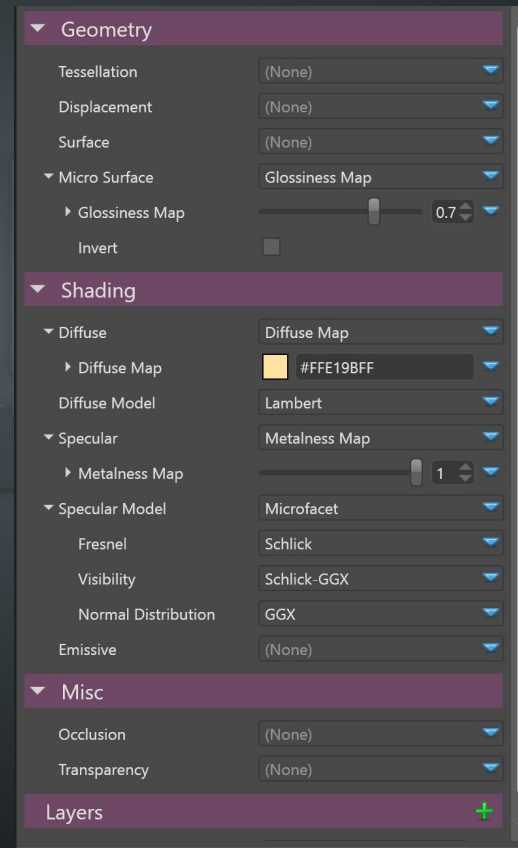 Geometry
Tessellation (None)
Displacement (None)
Surface (None)
Micro Surface Glossiness Map
Glossiness Map 0.7
Invert
Shading
Diffuse Diffuse Map
Diffuse Map #FFE19BFF
Diffuse Model Lambert
Specular Metalness Map
Metalness Map 1
Specular Model Microfacet
Fresnel Schlick
Visibility Schlick-GGX
Normal Distribution GGX
Emissive (None)
Misc
Occlusion (None)
Transparency (None)
Layers